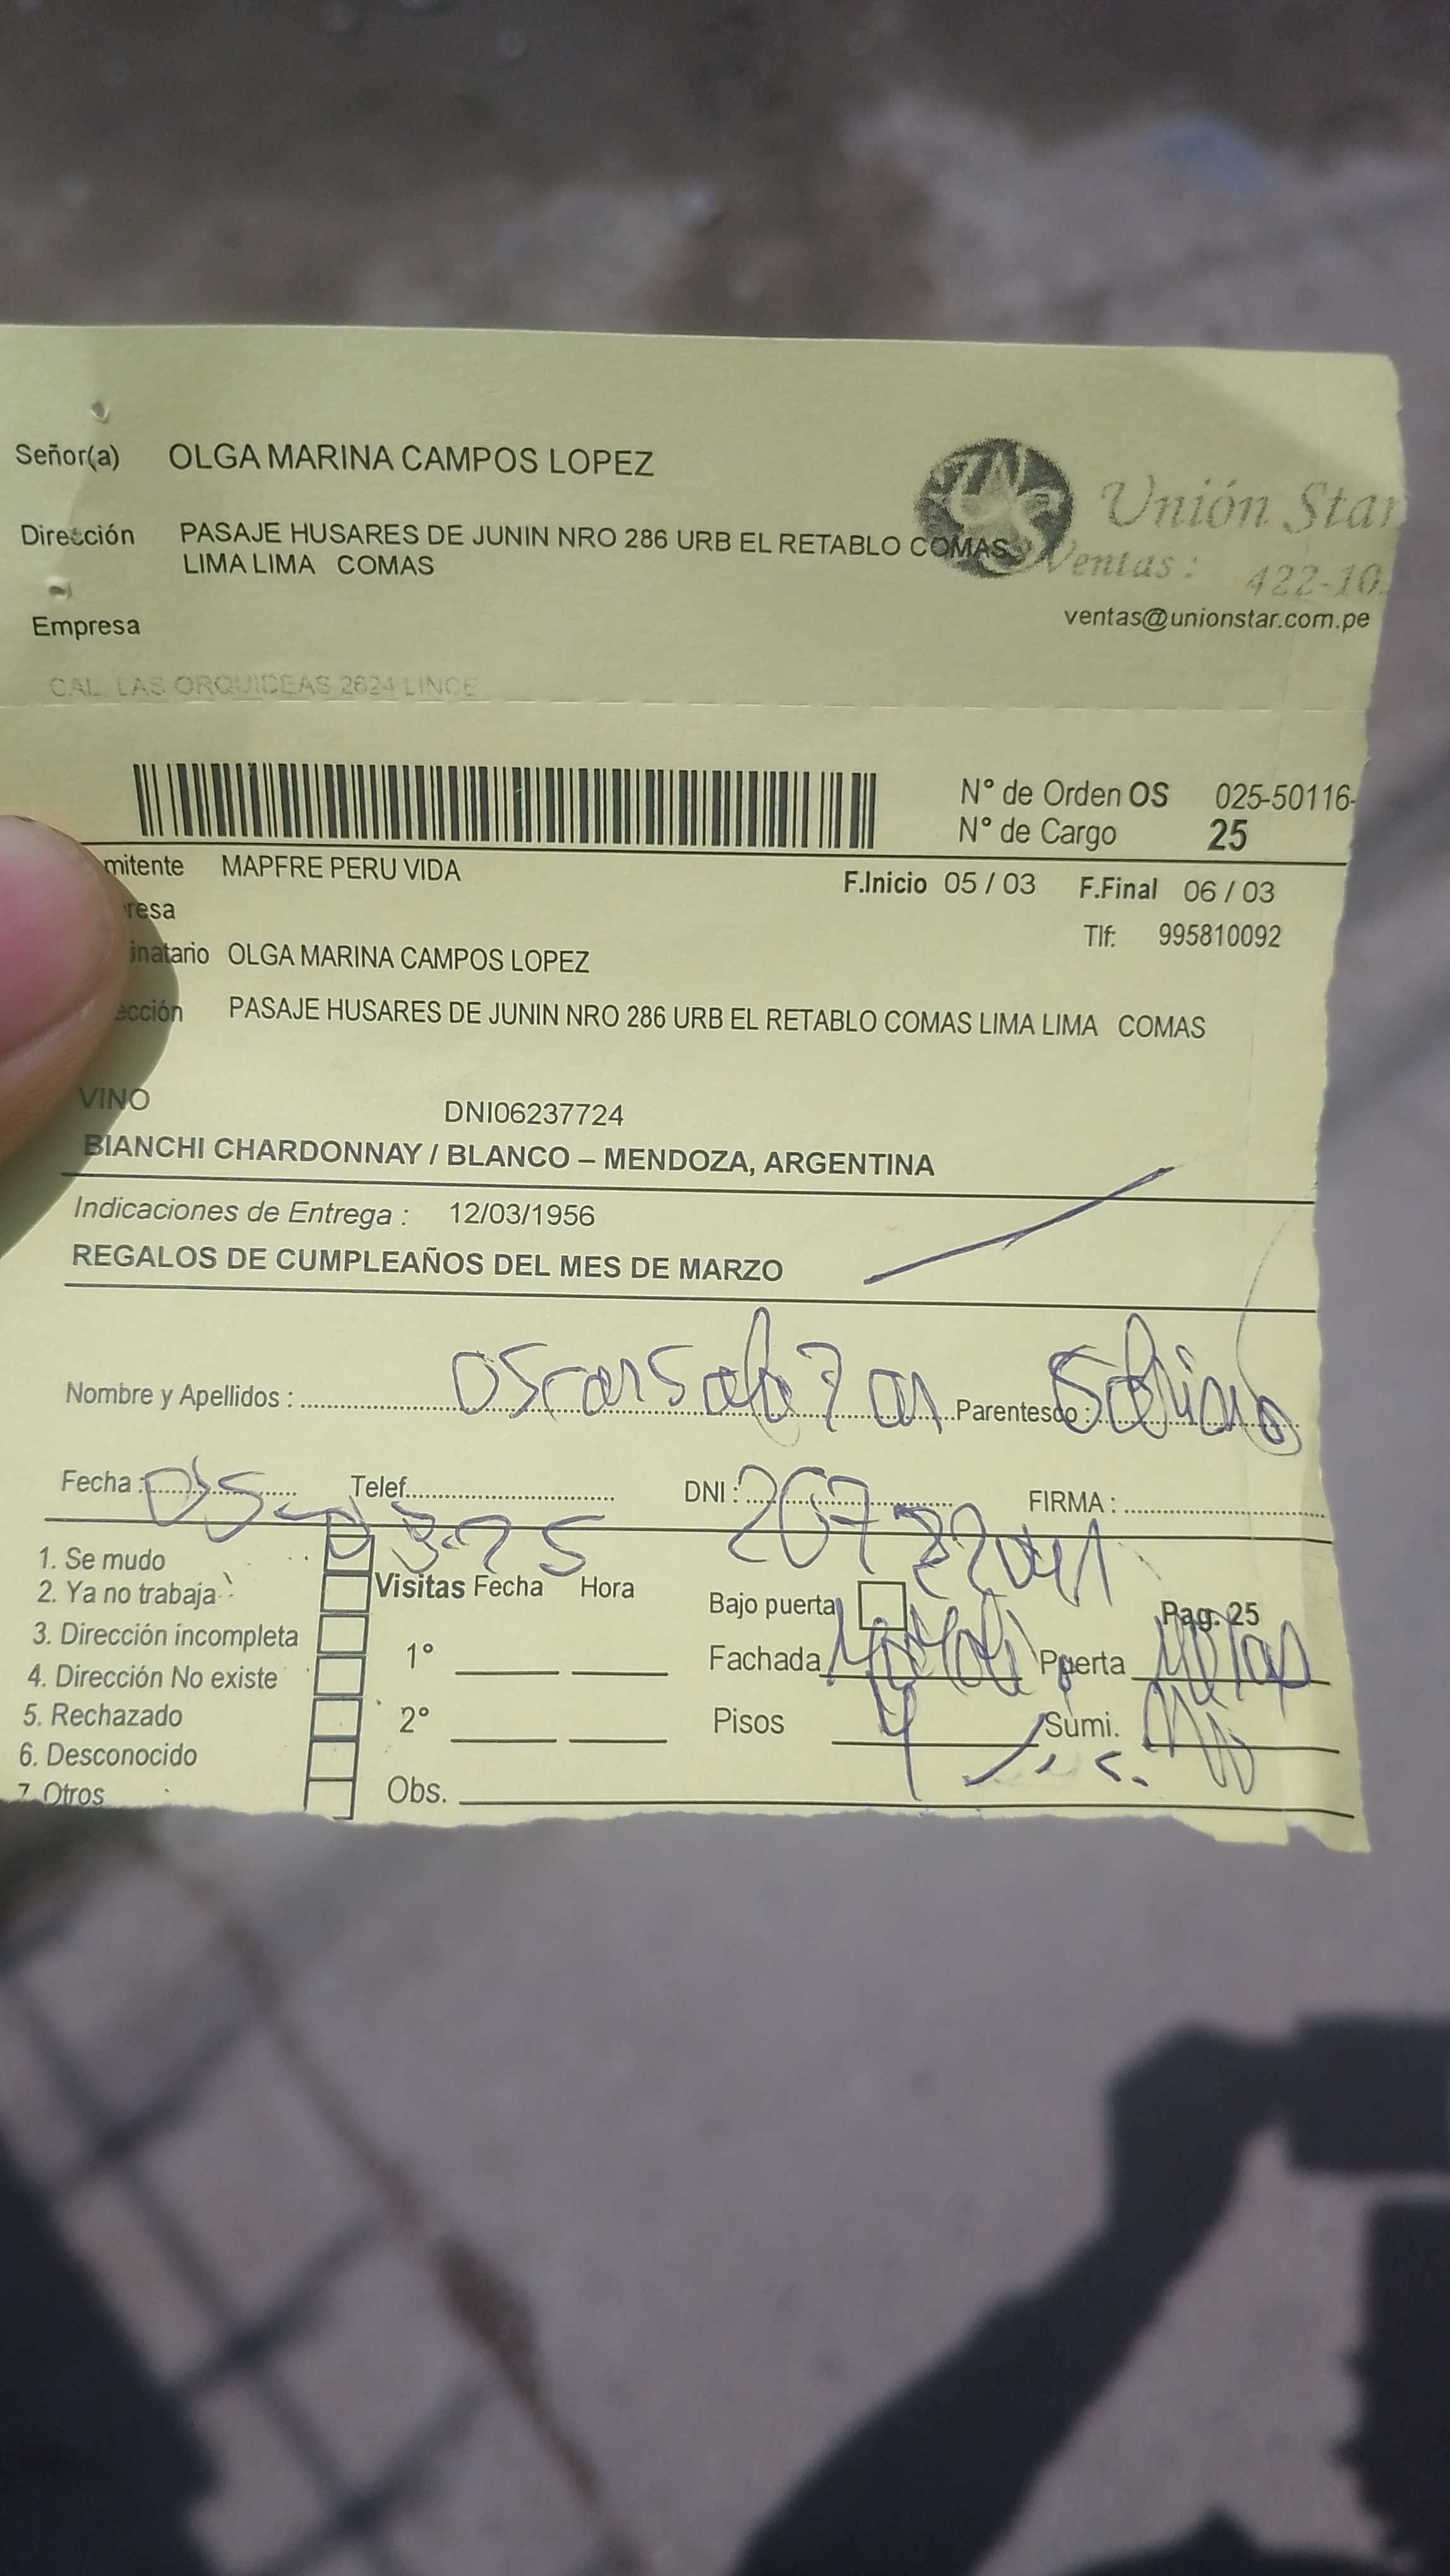 Señor(a) OLGA MARINA CAMPOS LOPEZ
Unión Star
Dirección PASAJE HUSARES DE JUNIN NRO 286 URB EL RETABLO COMAS
LIMA LIMA COMAS
Ventas: 422-10
Empresa
ventas@unionstar.com.pe
CAL. LAS ORQUIDEAS 2624 LINCE
N° de Orden OS 025-50116-
N° de Cargo 25
mitente MAPFRE PERU VIDA
F.Inicio 05 / 03 F.Final 06 / 03
resa
Tlf: 995810092
inatario OLGA MARINA CAMPOS LOPEZ
ección PASAJE HUSARES DE JUNIN NRO 286 URB EL RETABLO COMAS LIMA LIMA COMAS
VINO DNI06237724
BIANCHI CHARDONNAY / BLANCO – MENDOZA, ARGENTINA
Indicaciones de Entrega : 12/03/1956
REGALOS DE CUMPLEAÑOS DEL MES DE MARZO
Nombre y Apellidos : Oscar Parentesco : Sobrino
Fecha : 05-03-25 Telef. DNI : FIRMA :
1. Se mudo
2. Ya no trabaja Visitas Fecha Hora Bajo puerta Pag. 25
3. Dirección incompleta 1° Fachada Puerta
4. Dirección No existe
5. Rechazado 2° Pisos 4 Sumi.
6. Desconocido
7. Otros Obs.